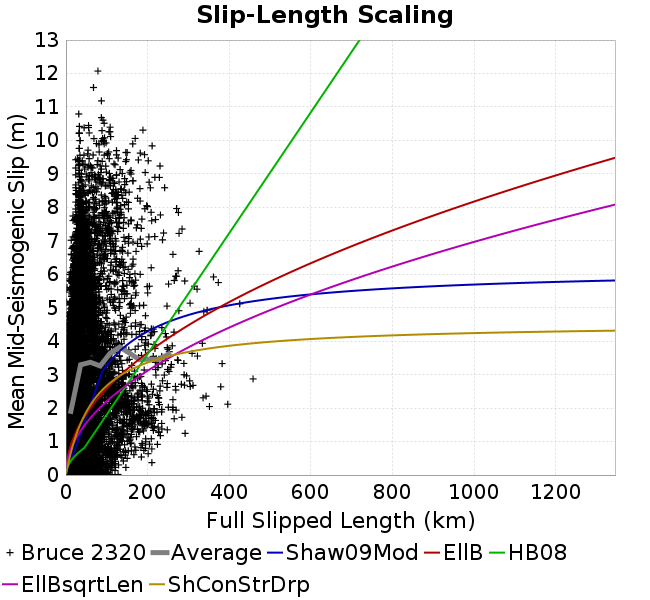 Slip-Length Scaling
Mean Mid-Seismogenic Slip (m)
13
12
11
10
9
8
7
6
5
4
3
2
1
0
0 200 400 600 800 1000 1200
Full Slipped Length (km)
Bruce 2320 Average Shaw09Mod EllB HB08
EllBsqrtLen ShConStrDrp